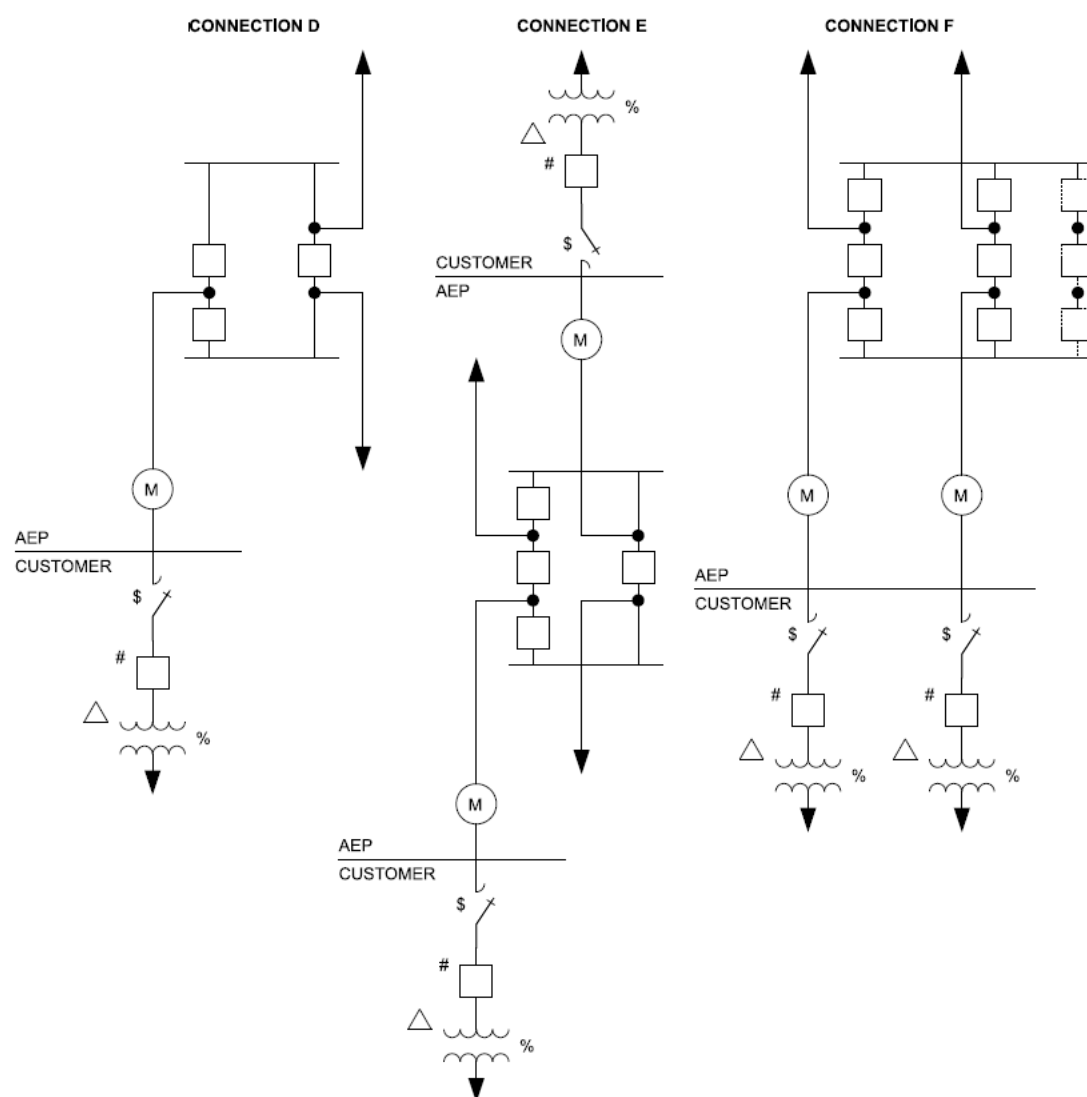 CONNECTION D
CONNECTION E
CONNECTION F
%
#
$
CUSTOMER
AEP
M
M
AEP
CUSTOMER
$
#
%
M
AEP
CUSTOMER
$
#
%
M
M
AEP
CUSTOMER
$
$
#
#
%
%